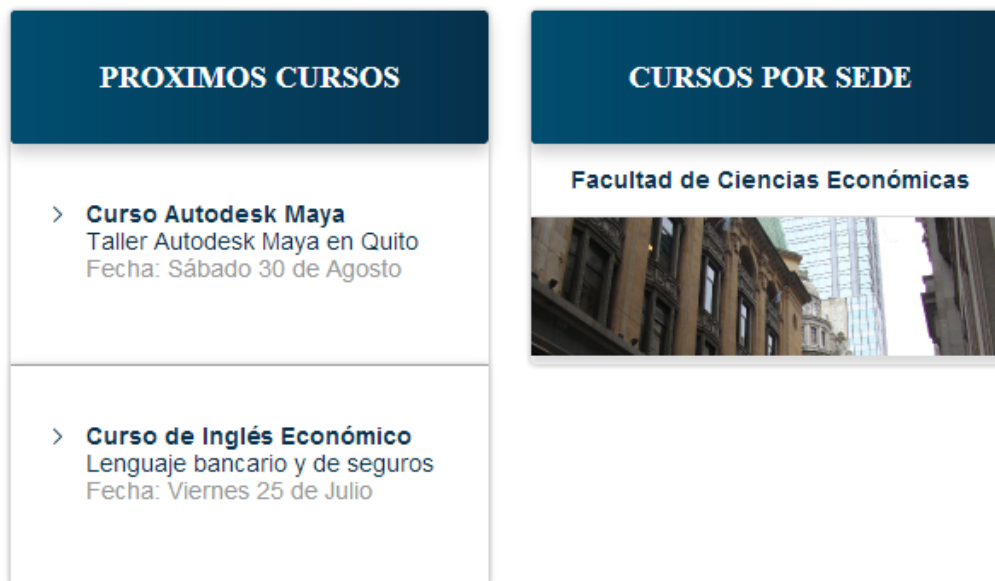 PROXIMOS CURSOS
Curso Autodesk Maya
Taller Autodesk Maya en Quito
Fecha: Sábado 30 de Agosto
Curso de Inglés Económico
Lenguaje bancario y de seguros
Fecha: Viernes 25 de Julio
CURSOS POR SEDE
Facultad de Ciencias Económicas